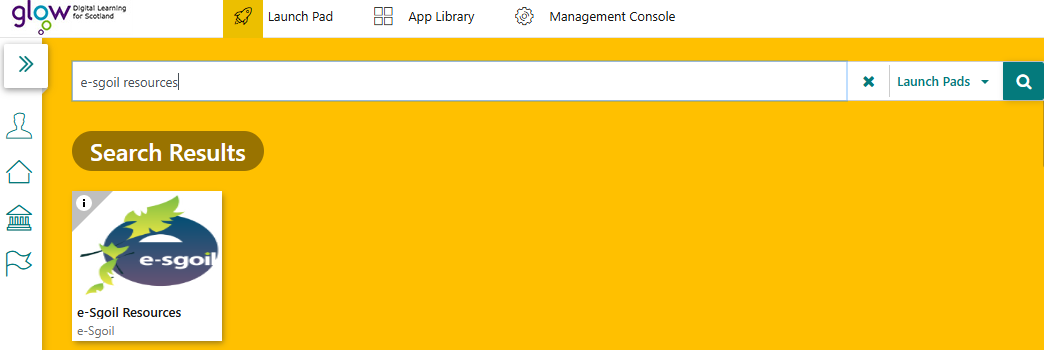 glow Digital Learning
for Scotland
Launch Pad
App Library
Management Console
e-sgoil resources
Launch Pads
Search Results
i
e-sgoil
e-Sgoil Resources
e-Sgoil